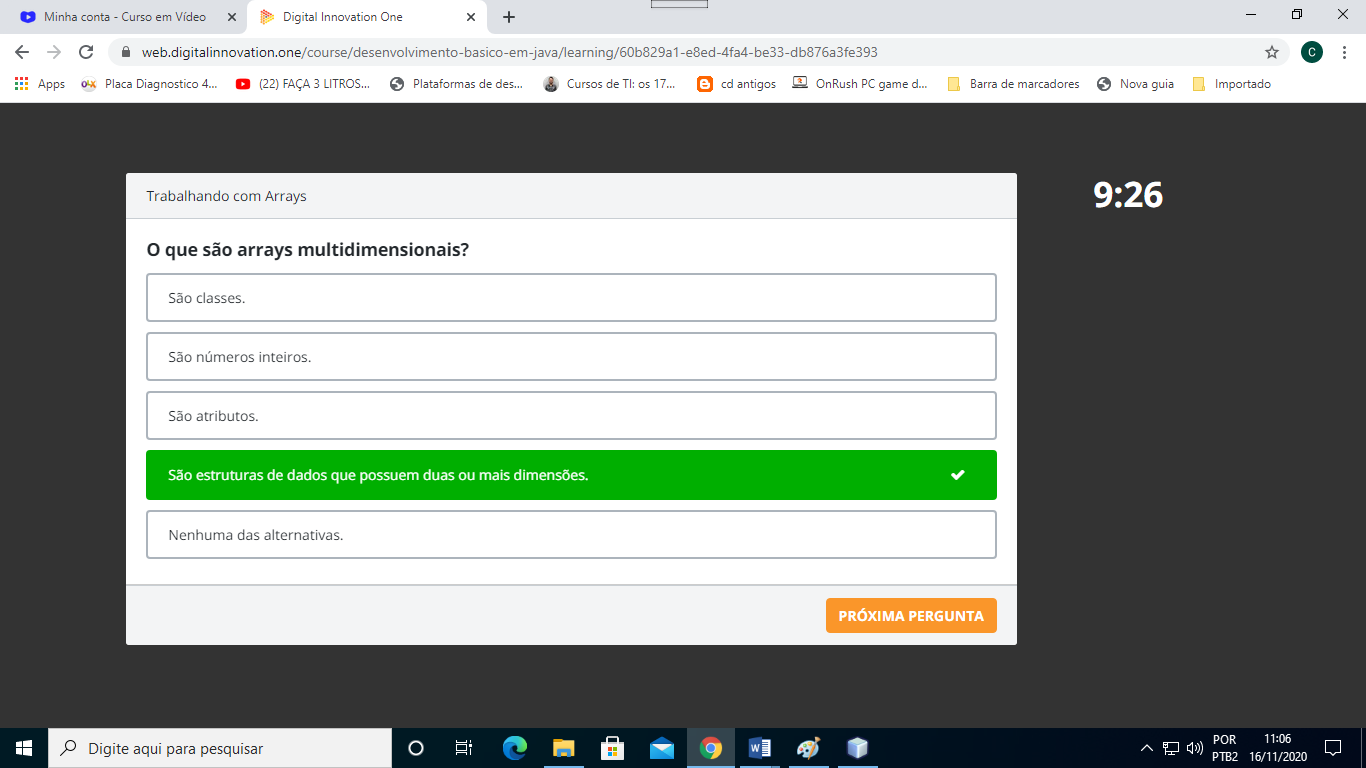 Minha conta - Curso em Vídeo
Digital Innovation One
web.digitalinnovation.one/course/desenvolvimento-basico-em-java/learning/60b829a1-e8ed-4fa4-be33-db876a3fe393
C
Apps
OLX
Placa Diagnostico 4...
(22) FAÇA 3 LITROS...
Plataformas de des...
Cursos de TI: os 17...
cd antigos
OnRush PC game d...
Barra de marcadores
Nova guia
Importado
Trabalhando com Arrays
9:26
O que são arrays multidimensionais?
São classes.
São números inteiros.
São atributos.
São estruturas de dados que possuem duas ou mais dimensões.
Nenhuma das alternativas.
PRÓXIMA PERGUNTA
Digite aqui para pesquisar
POR
PTB2
11:06
16/11/2020